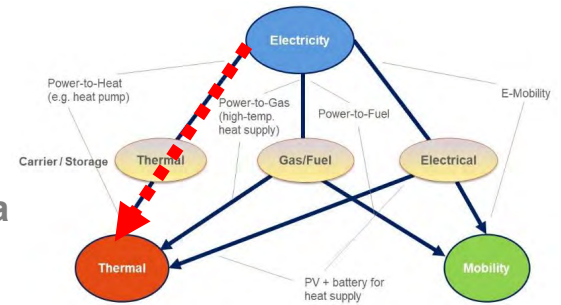 Electricity
Power-to-Heat
(e.g. heat pump)
Power-to-Gas
(high-temp.
heat supply)
Power-to-Fuel
E-Mobility
Carrier / Storage
Thermal
Gas/Fuel
Electrical
a
Thermal
PV + battery for
heat supply
Mobility